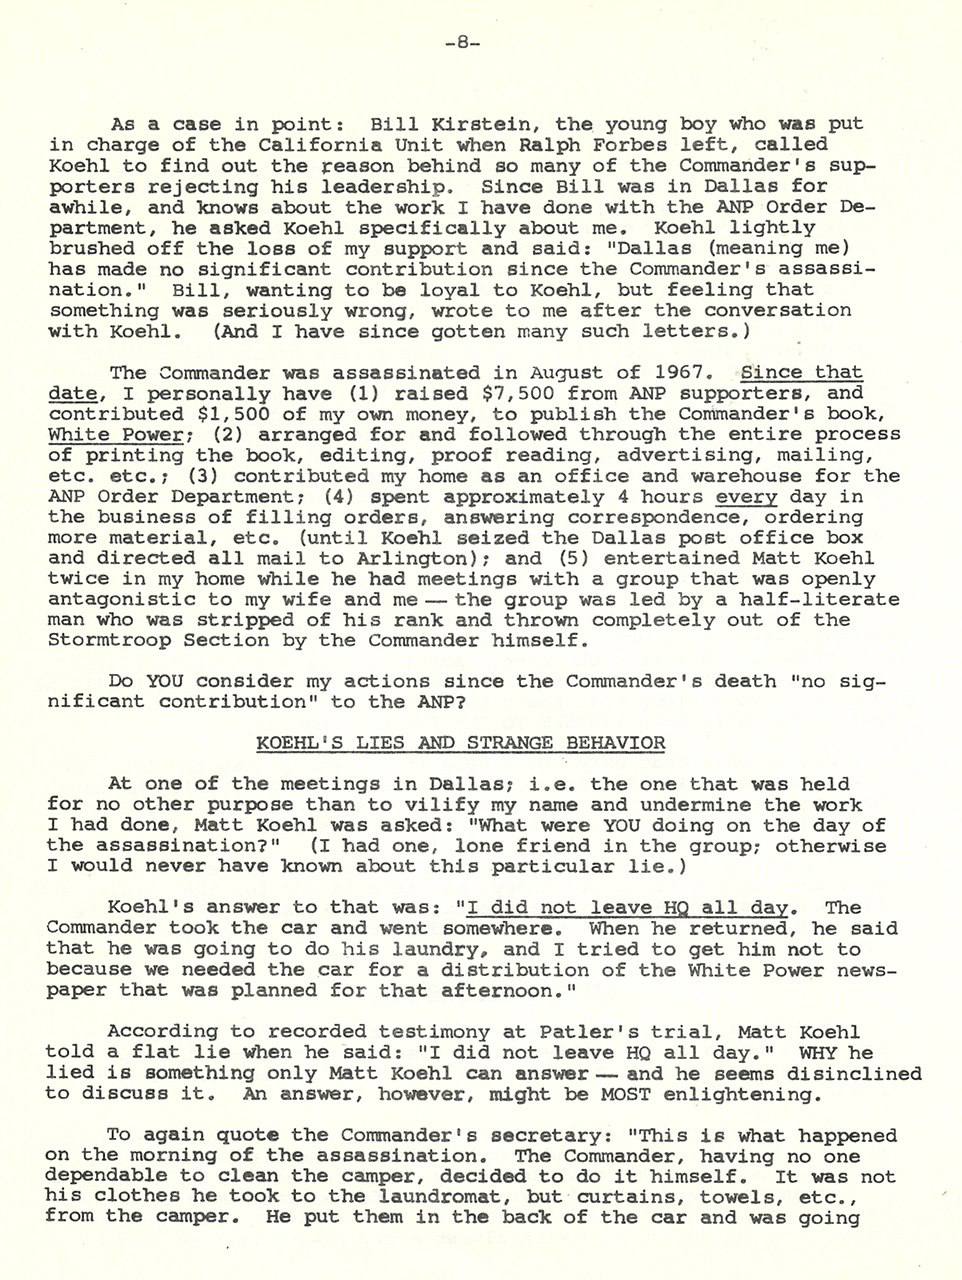 -8-
As a case in point: Bill Kirstein, the young boy who was put
in charge of the California Unit when Ralph Forbes left, called
Koehl to find out the reason behind so many of the Commander's sup-
porters rejecting his leadership. Since Bill was in Dallas for
awhile, and knows about the work I have done with the ANP Order De-
partment, he asked Koehl specifically about me. Koehl lightly
brushed off the loss of my support and said: "Dallas (meaning me)
has made no significant contribution since the Commander's assassi-
nation." Bill, wanting to be loyal to Koehl, but feeling that
something was seriously wrong, wrote to me after the conversation
with Koehl. (And I have since gotten many such letters.)
The Commander was assassinated in August of 1967. Since that
date, I personally have (1) raised $7,500 from ANP supporters, and
contributed $1,500 of my own money, to publish the Commander's book,
White Power; (2) arranged for and followed through the entire process
of printing the book, editing, proof reading, advertising, mailing,
etc. etc.; (3) contributed my home as an office and warehouse for the
ANP Order Department; (4) spent approximately 4 hours every day in
the business of filling orders, answering correspondence, ordering
more material, etc. (until Koehl seized the Dallas post office box
and directed all mail to Arlington); and (5) entertained Matt Koehl
twice in my home while he had meetings with a group that was openly
antagonistic to my wife and me — the group was led by a half-literate
man who was stripped of his rank and thrown completely out of the
Stormtroop Section by the Commander himself.
Do YOU consider my actions since the Commander's death "no sig-
nificant contribution" to the ANP?
KOEHL'S LIES AND STRANGE BEHAVIOR
At one of the meetings in Dallas; i.e. the one that was held
for no other purpose than to vilify my name and undermine the work
I had done, Matt Koehl was asked: "What were YOU doing on the day of
the assassination?" (I had one, lone friend in the group; otherwise
I would never have known about this particular lie.)
Koehl's answer to that was: "I did not leave HQ all day. The
Commander took the car and went somewhere. When he returned, he said
that he was going to do his laundry, and I tried to get him not to
because we needed the car for a distribution of the White Power news-
paper that was planned for that afternoon."
According to recorded testimony at Patler's trial, Matt Koehl
told a flat lie when he said: "I did not leave HQ all day." WHY he
lied is something only Matt Koehl can answer — and he seems disinclined
to discuss it. An answer, however, might be MOST enlightening.
To again quote the Commander's secretary: "This is what happened
on the morning of the assassination. The Commander, having no one
dependable to clean the camper, decided to do it himself. It was not
his clothes he took to the laundromat, but curtains, towels, etc.,
from the camper. He put them in the back of the car and was going